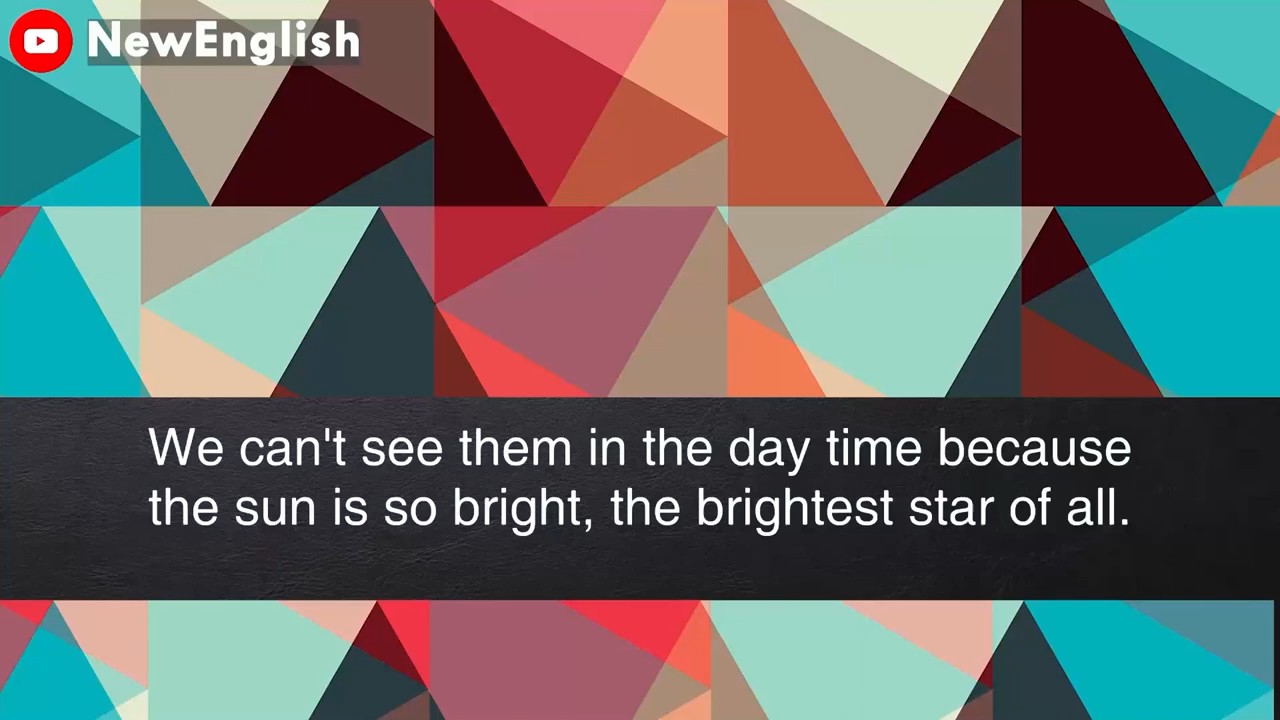 NewEnglish
We can't see them in the day time because
the sun is so bright, the brightest star of all.